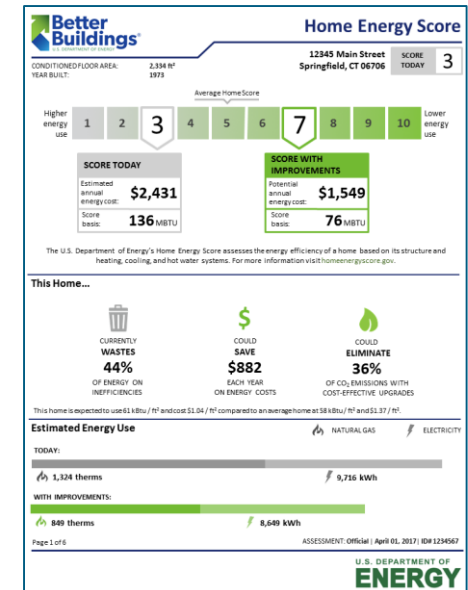 Better
Buildings®
U.S. DEPARTMENT OF ENERGY
Home Energy Score
CONDITIONED FLOOR AREA: 2,334 ft²
YEAR BUILT: 1973
12345 Main Street
Springfield, CT 06706
SCORE
TODAY
3
Average Home Score
Higher
energy
use
1 2 3 4 5 6 7 8 9 10
Lower
energy
use
SCORE TODAY
Estimated
annual
energy cost: $2,431
Score
basis: 136 MBTU
SCORE WITH
IMPROVEMENTS
Potential
annual
energy cost: $1,549
Score
basis: 76 MBTU
The U.S. Department of Energy's Home Energy Score assesses the energy efficiency of a home based on its structure and
heating, cooling, and hot water systems. For more information visit homeenergyscore.gov.
This Home...
CURRENTLY
WASTES
44%
OF ENERGY ON
INEFFICIENCIES
$
COULD
SAVE
$882
EACH YEAR
ON ENERGY COSTS
COULD
ELIMINATE
36%
OF CO₂ EMISSIONS WITH
COST-EFFECTIVE UPGRADES
This home is expected to use 61 kBtu / ft² and cost $1.04 / ft² compared to an average home at 58 kBtu / ft² and $1.37 / ft².
Estimated Energy Use
NATURAL GAS
ELECTRICITY
TODAY:
1,324 therms
9,716 kWh
WITH IMPROVEMENTS:
849 therms
8,649 kWh
Page 1 of 6
ASSESSMENT: Official | April 01, 2017 | ID# 1234567
U.S. DEPARTMENT OF
ENERGY